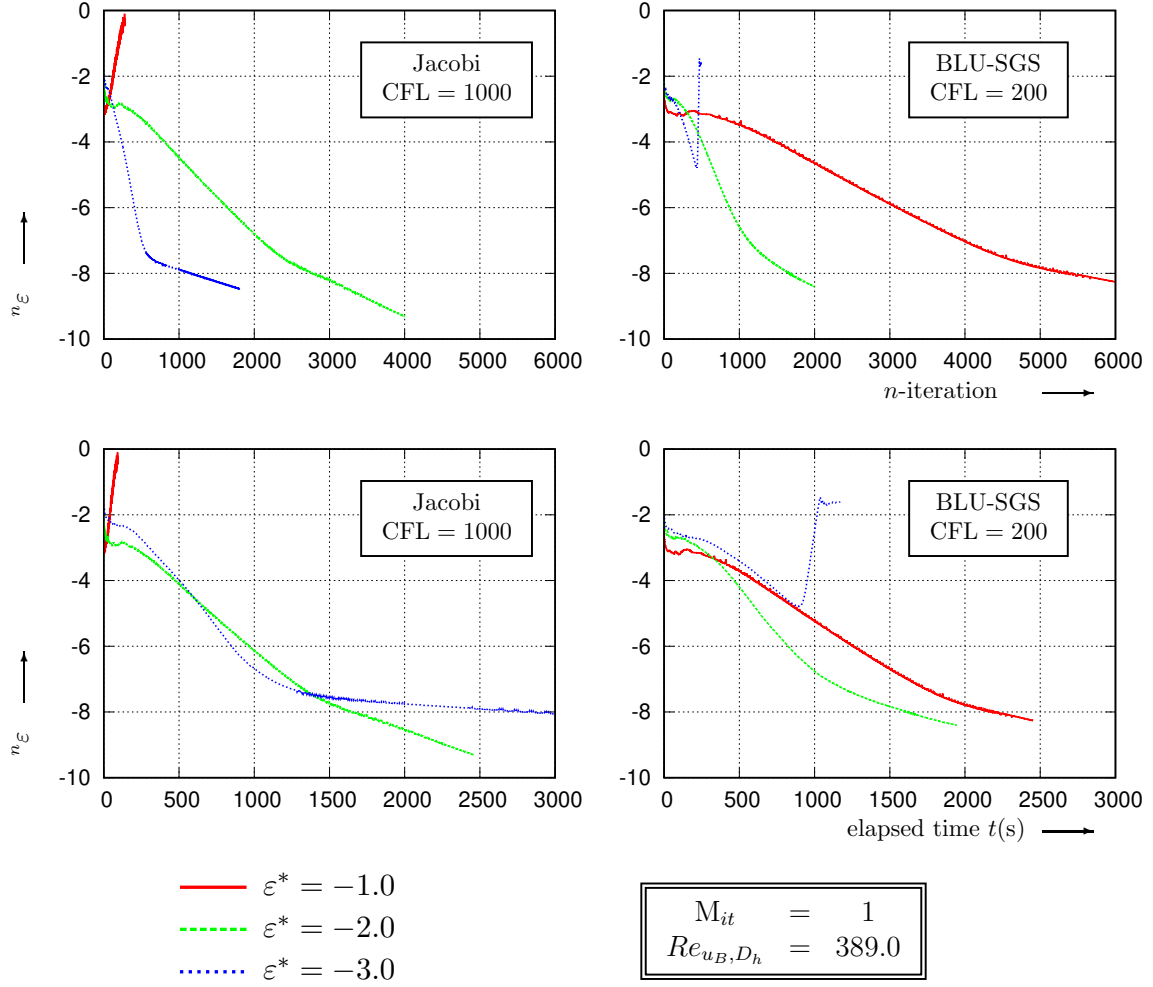 0
-2
-4
-6
-8
-10
0 1000 2000 3000 4000 5000 6000
Jacobi
CFL = 1000
nε
0
-2
-4
-6
-8
-10
0 1000 2000 3000 4000 5000 6000
BLU-SGS
CFL = 200
n-iteration
0
-2
-4
-6
-8
-10
0 500 1000 1500 2000 2500 3000
Jacobi
CFL = 1000
nε
0
-2
-4
-6
-8
-10
0 500 1000 1500 2000 2500 3000
BLU-SGS
CFL = 200
elapsed time t(s)
ε* = −1.0
ε* = −2.0
ε* = −3.0
M_{it} = 1
Re_{u_B,D_h} = 389.0